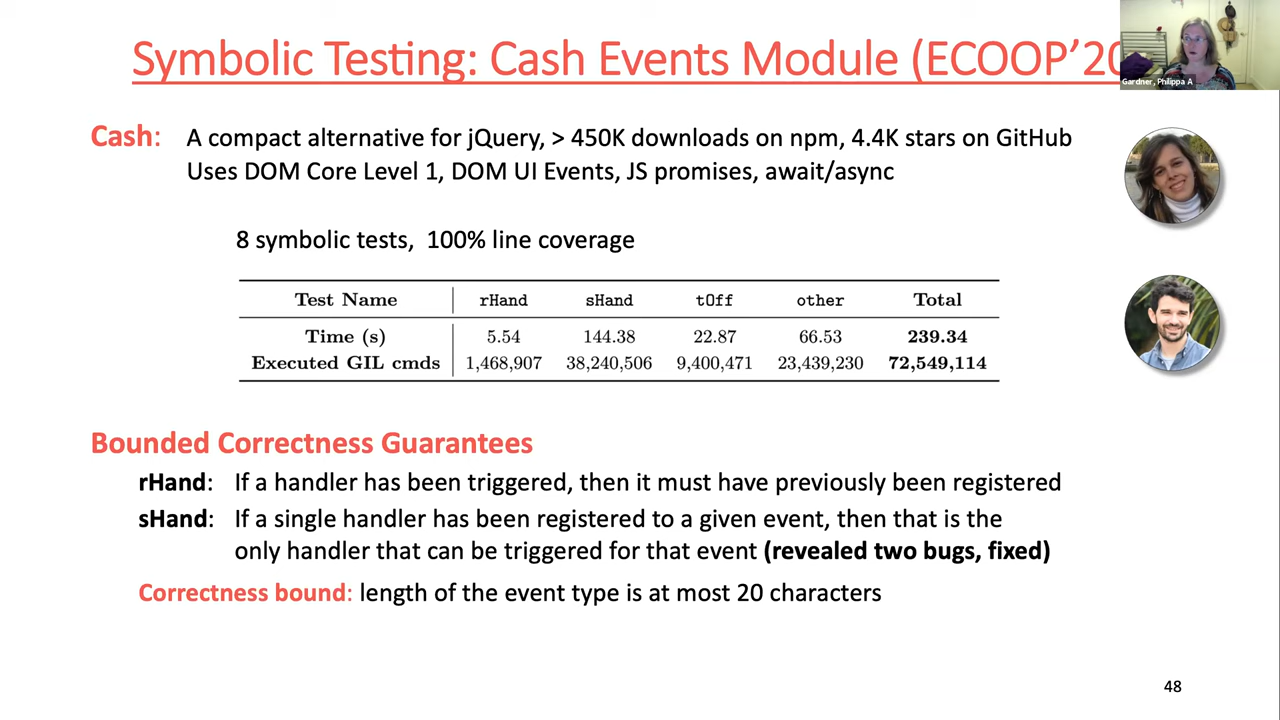 Symbolic Testing: Cash Events Module (ECOOP'20
Gardner, Philippa A
Cash: A compact alternative for jQuery, > 450K downloads on npm, 4.4K stars on GitHub
Uses DOM Core Level 1, DOM UI Events, JS promises, await/async
8 symbolic tests, 100% line coverage
Test Name rHand sHand tOff other Total
Time (s) 5.54 144.38 22.87 66.53 239.34
Executed GIL cmds 1,468,907 38,240,506 9,400,471 23,439,230 72,549,114
Bounded Correctness Guarantees
rHand: If a handler has been triggered, then it must have previously been registered
sHand: If a single handler has been registered to a given event, then that is the
only handler that can be triggered for that event (revealed two bugs, fixed)
Correctness bound: length of the event type is at most 20 characters
48